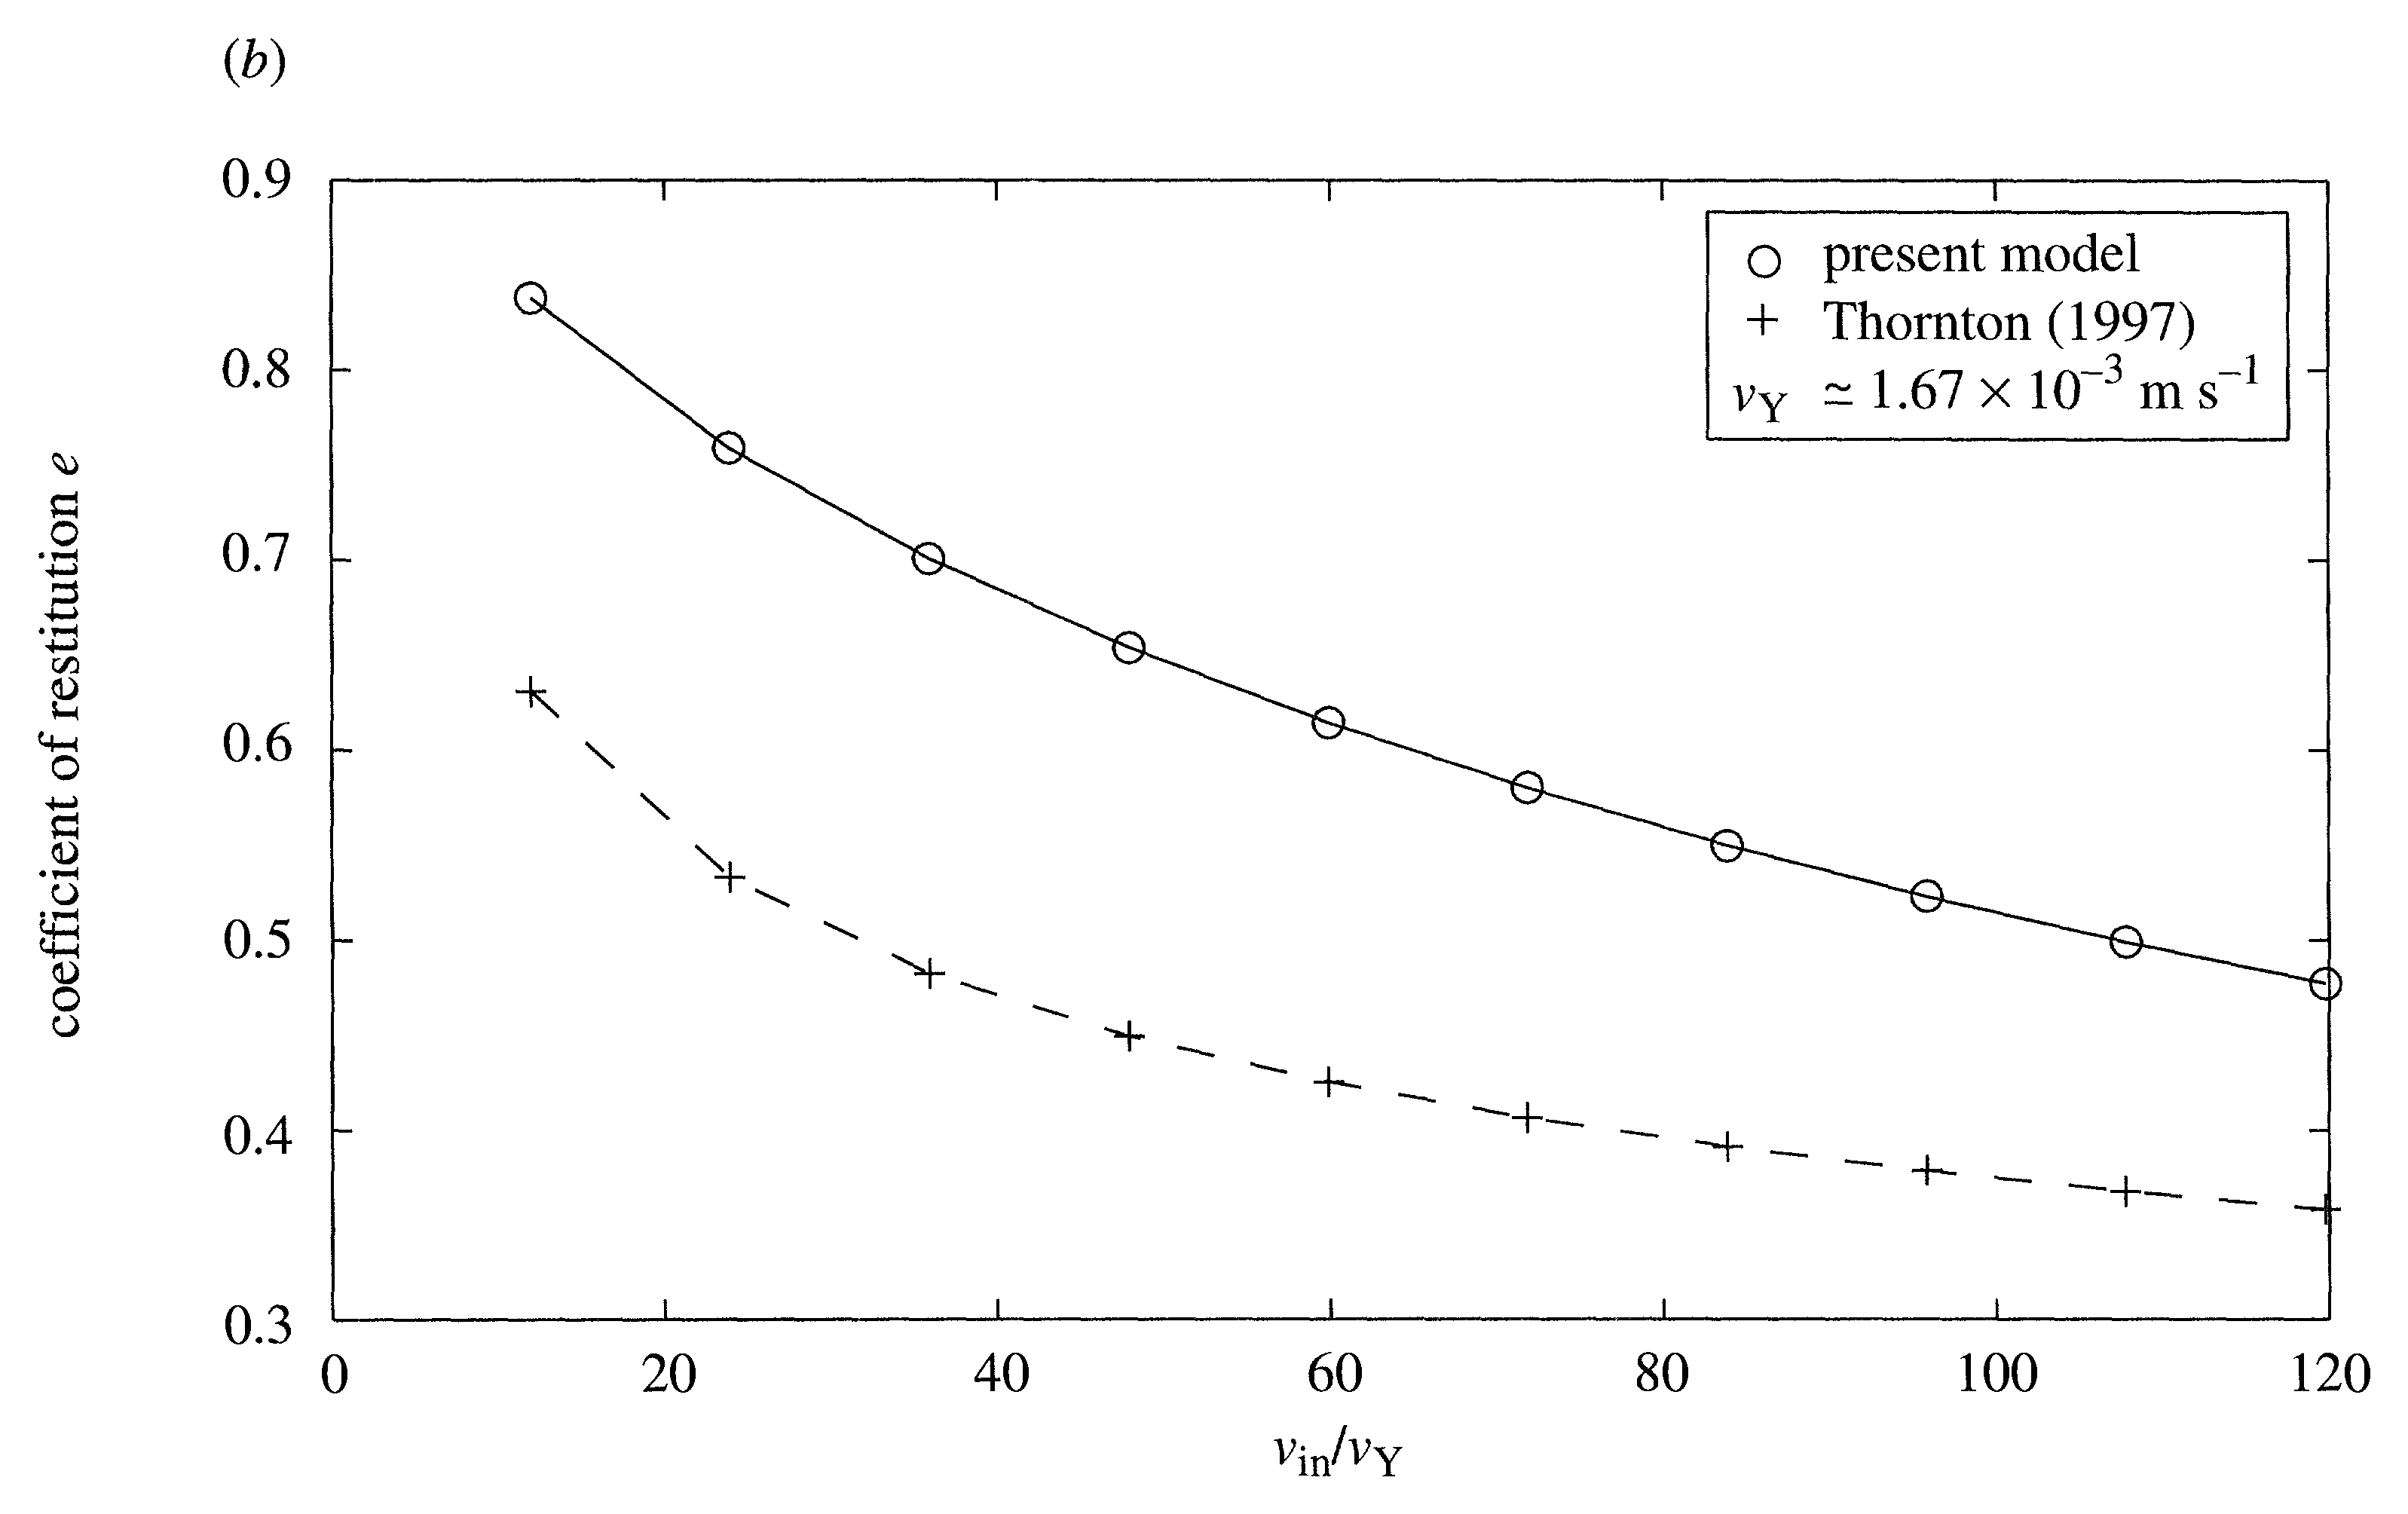 (b)
0.9
0.8
0.7
0.6
0.5
0.4
0.3
coefficient of restitution e
present model
Thornton (1997)
vY ≃ 1.67 × 10⁻³ m s⁻¹
0 20 40 60 80 100 120
vin/vY